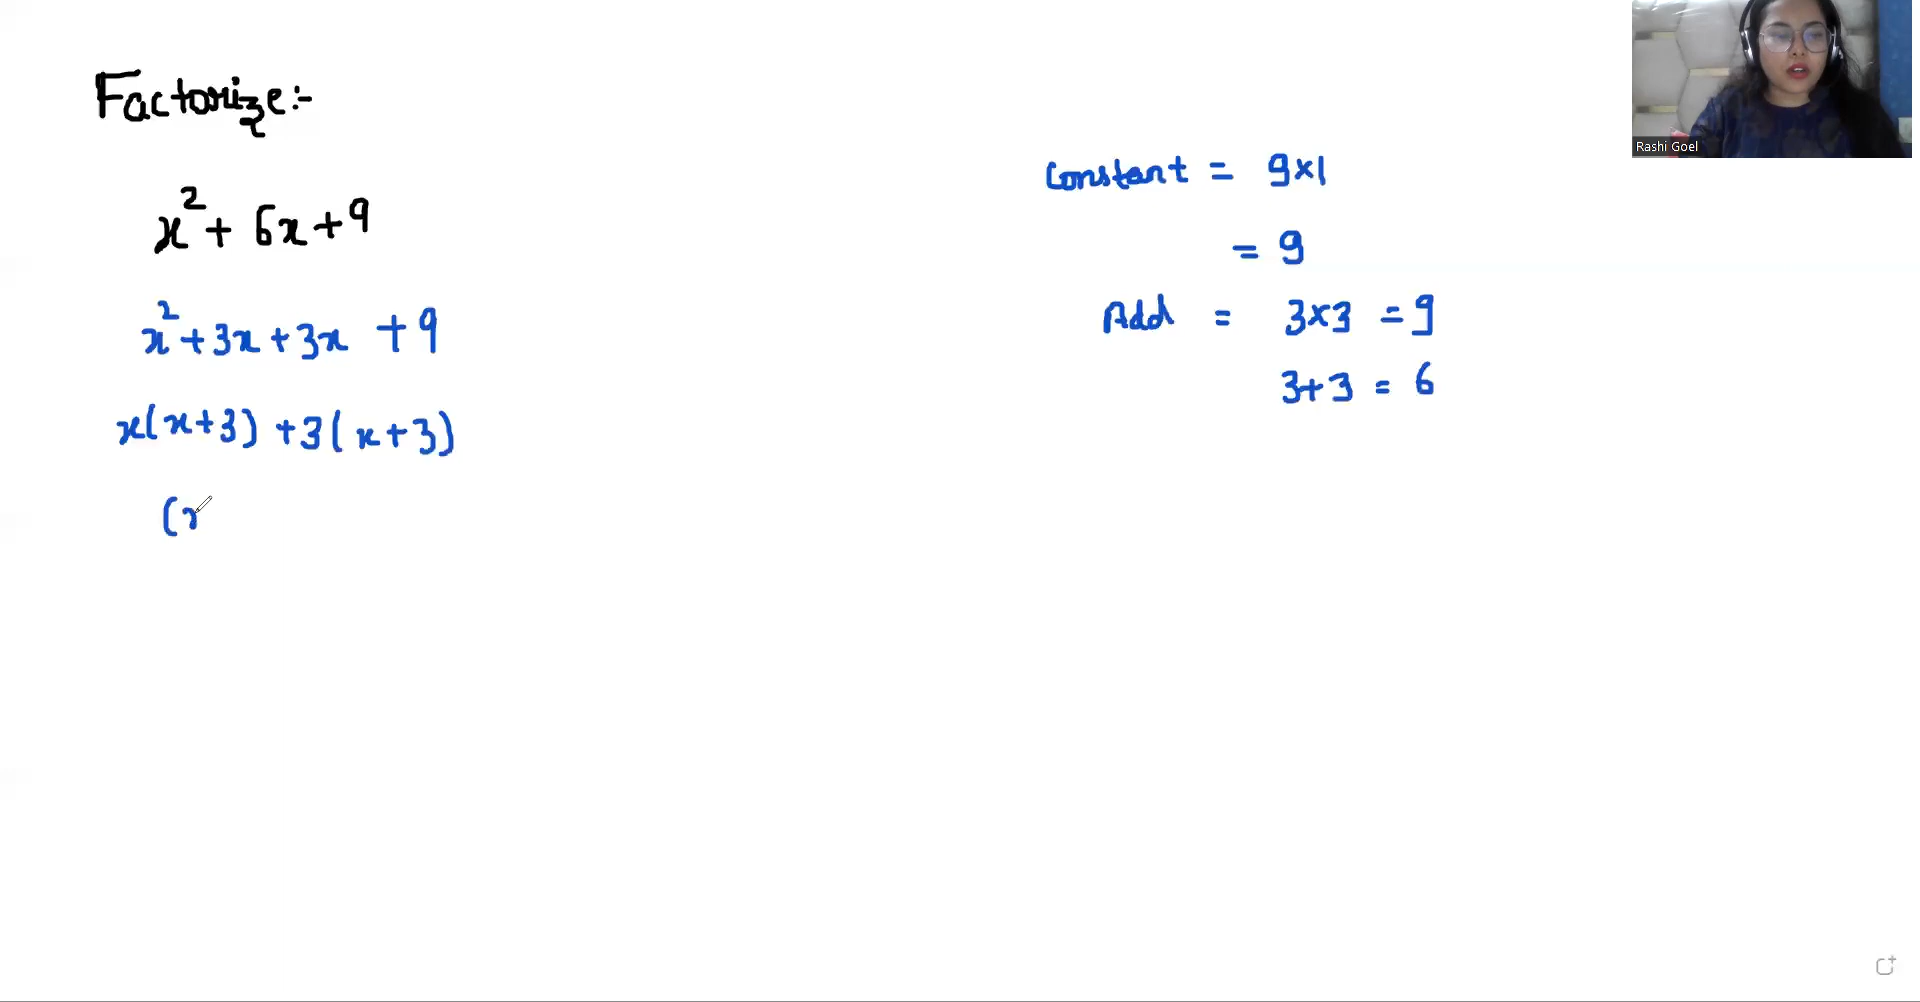 Factorize:-
x² + 6x + 9
x² + 3x + 3x + 9
x(x+3) + 3(x+3)
(x
Constant = 9×1
= 9
Add = 3×3 = 9
3+3 = 6
Rashi Goel